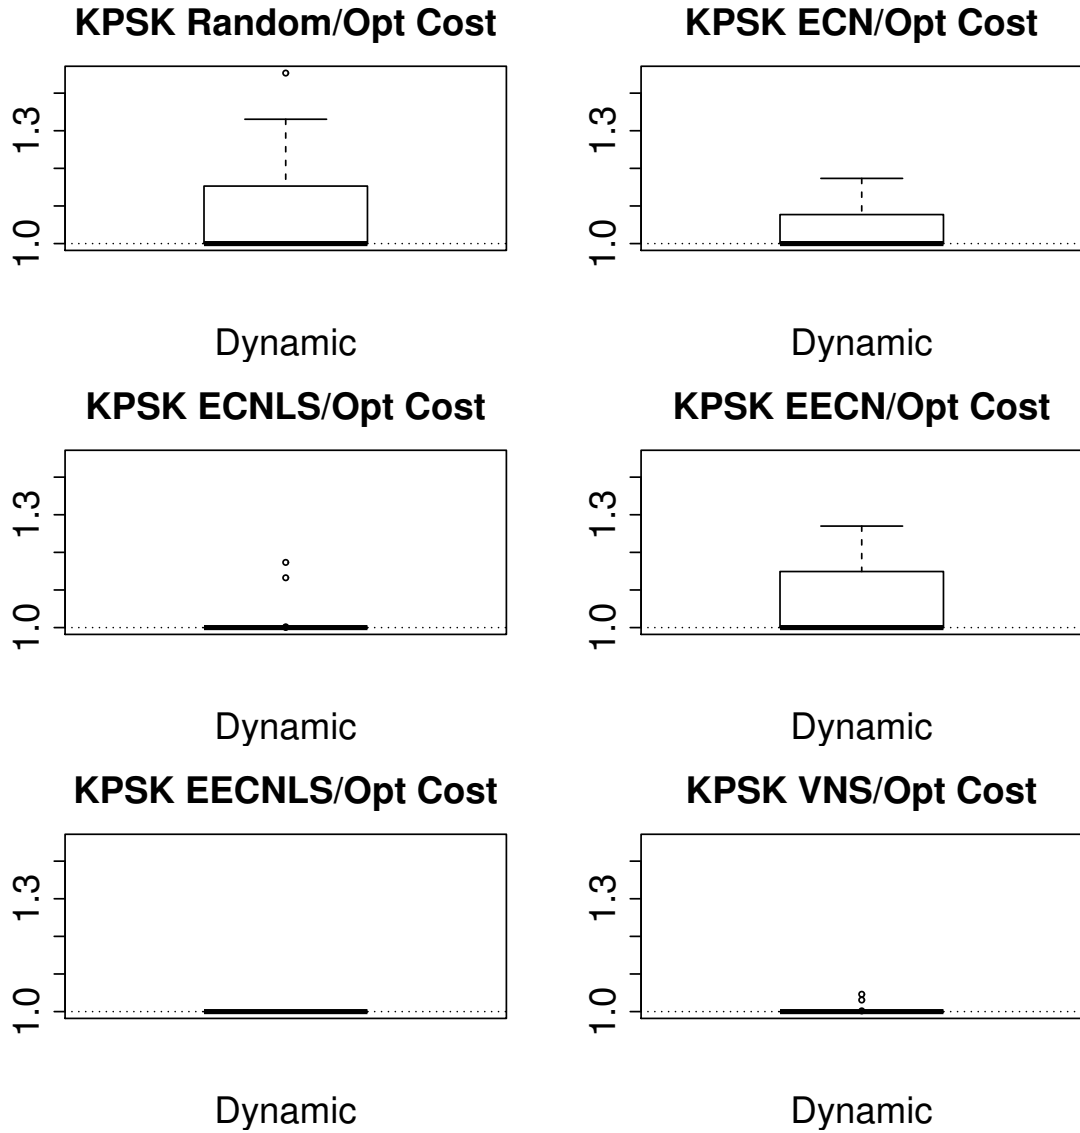 KPSK Random/Opt Cost
1.3
1.0
Dynamic
KPSK ECN/Opt Cost
1.3
1.0
Dynamic
KPSK ECNLS/Opt Cost
1.3
1.0
Dynamic
KPSK EECN/Opt Cost
1.3
1.0
Dynamic
KPSK EECNLS/Opt Cost
1.3
1.0
Dynamic
KPSK VNS/Opt Cost
1.3
1.0
Dynamic